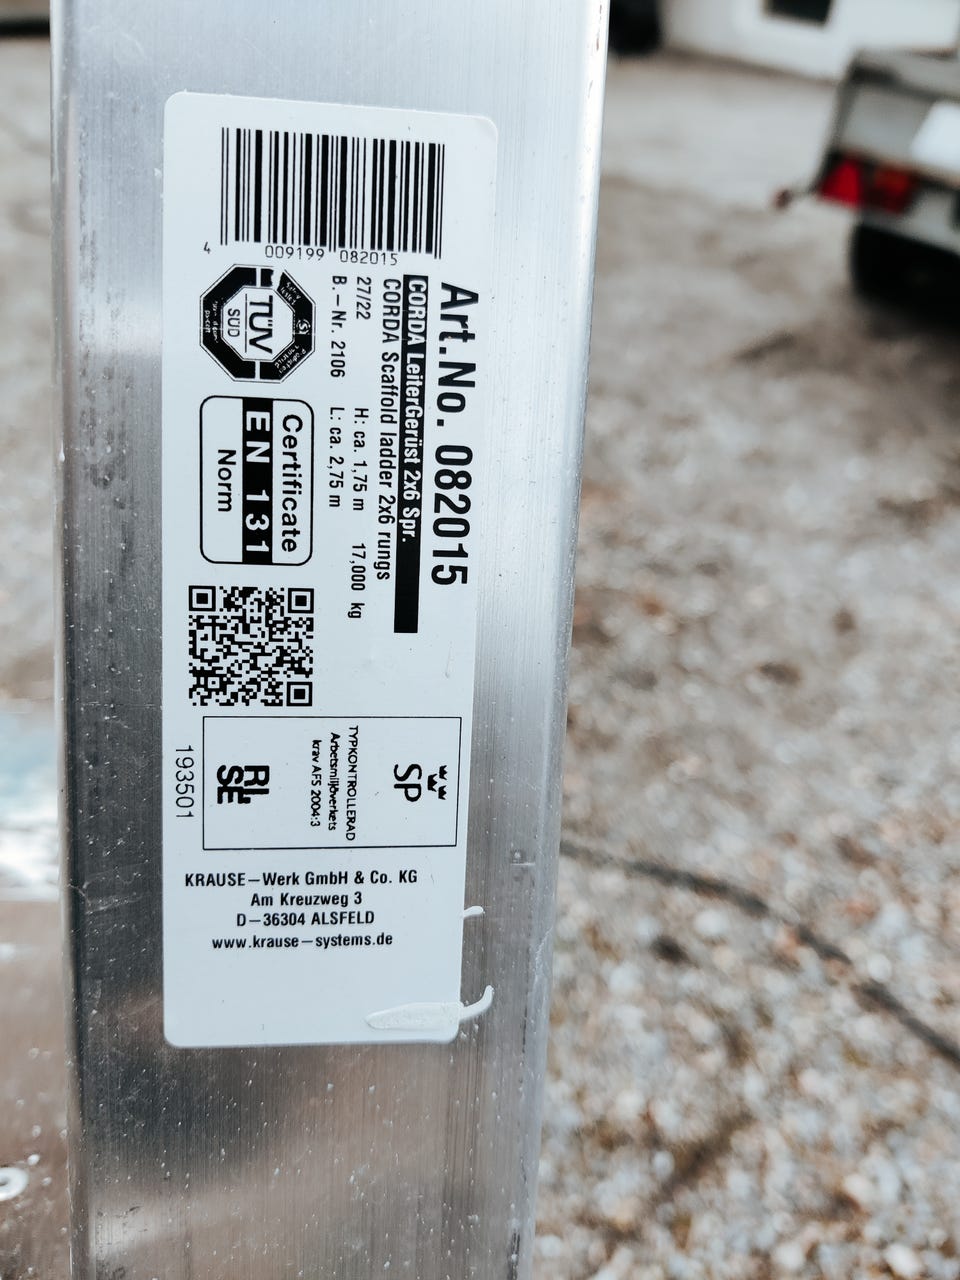 4 009199 082015
Art.No. 082015
CORDA LeiterGerüst 2x6 Spr.
CORDA Scaffold ladder 2x6 rungs
27/22 H: ca. 1,75 m 17,000 kg
B.-Nr. 2106 L: ca. 2,75 m
TÜV
SÜD
Certificate
EN 131
Norm
SP
TYPKONTROLLERAD
Arbetsmiljöverkets
krav AFS 2004:3
RI
SE
193501
KRAUSE-Werk GmbH & Co. KG
Am Kreuzweg 3
D-36304 ALSFELD
www.krause-systems.de